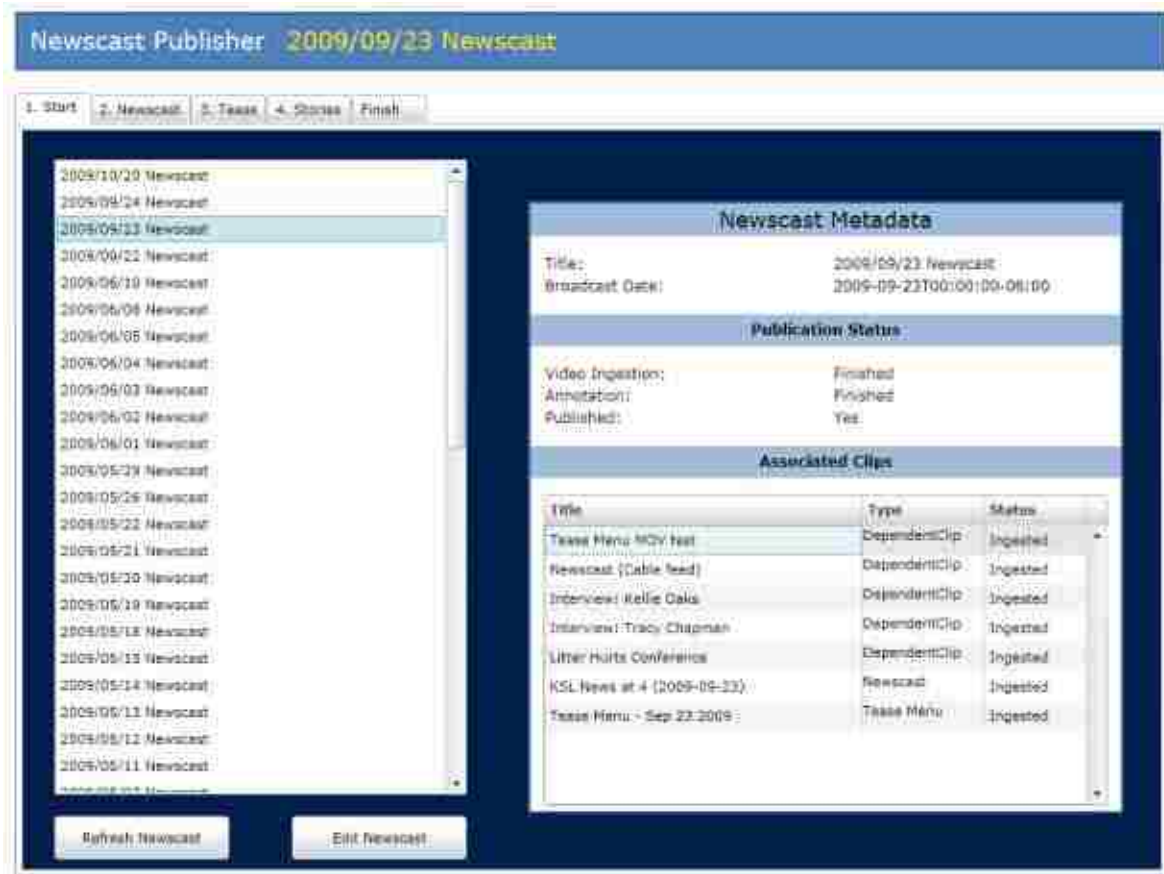 Newscast Publisher 2009/09/23 Newscast
1. Start 2. Newscast 3. Tease 4. Stories Finish
2009/10/20 Newscast
2009/09/24 Newscast
2009/09/23 Newscast
2009/09/22 Newscast
2009/06/10 Newscast
2009/06/08 Newscast
2009/06/05 Newscast
2009/06/04 Newscast
2009/06/03 Newscast
2009/06/02 Newscast
2009/06/01 Newscast
2009/05/29 Newscast
2009/05/26 Newscast
2009/05/22 Newscast
2009/05/21 Newscast
2009/05/20 Newscast
2009/05/19 Newscast
2009/05/18 Newscast
2009/05/15 Newscast
2009/05/14 Newscast
2009/05/13 Newscast
2009/05/12 Newscast
2009/05/11 Newscast
Refresh Newscast Edit Newscast
Newscast Metadata
Title: 2009/09/23 Newscast
Broadcast Date: 2009-09-23T00:00:00-06:00
Publication Status
Video Ingestion: Finished
Annotation: Finished
Published: Yes
Associated Clips
Title Type Status
Tease Menu MOV test DependentClip Ingested
Newscast (Cable feed) DependentClip Ingested
Interview: Kellie Oaks DependentClip Ingested
Interview: Tracy Chapman DependentClip Ingested
Litter Hurts Conference DependentClip Ingested
KSL News at 4 (2009-09-23) Newscast Ingested
Tease Menu - Sep 23 2009 Tease Menu Ingested